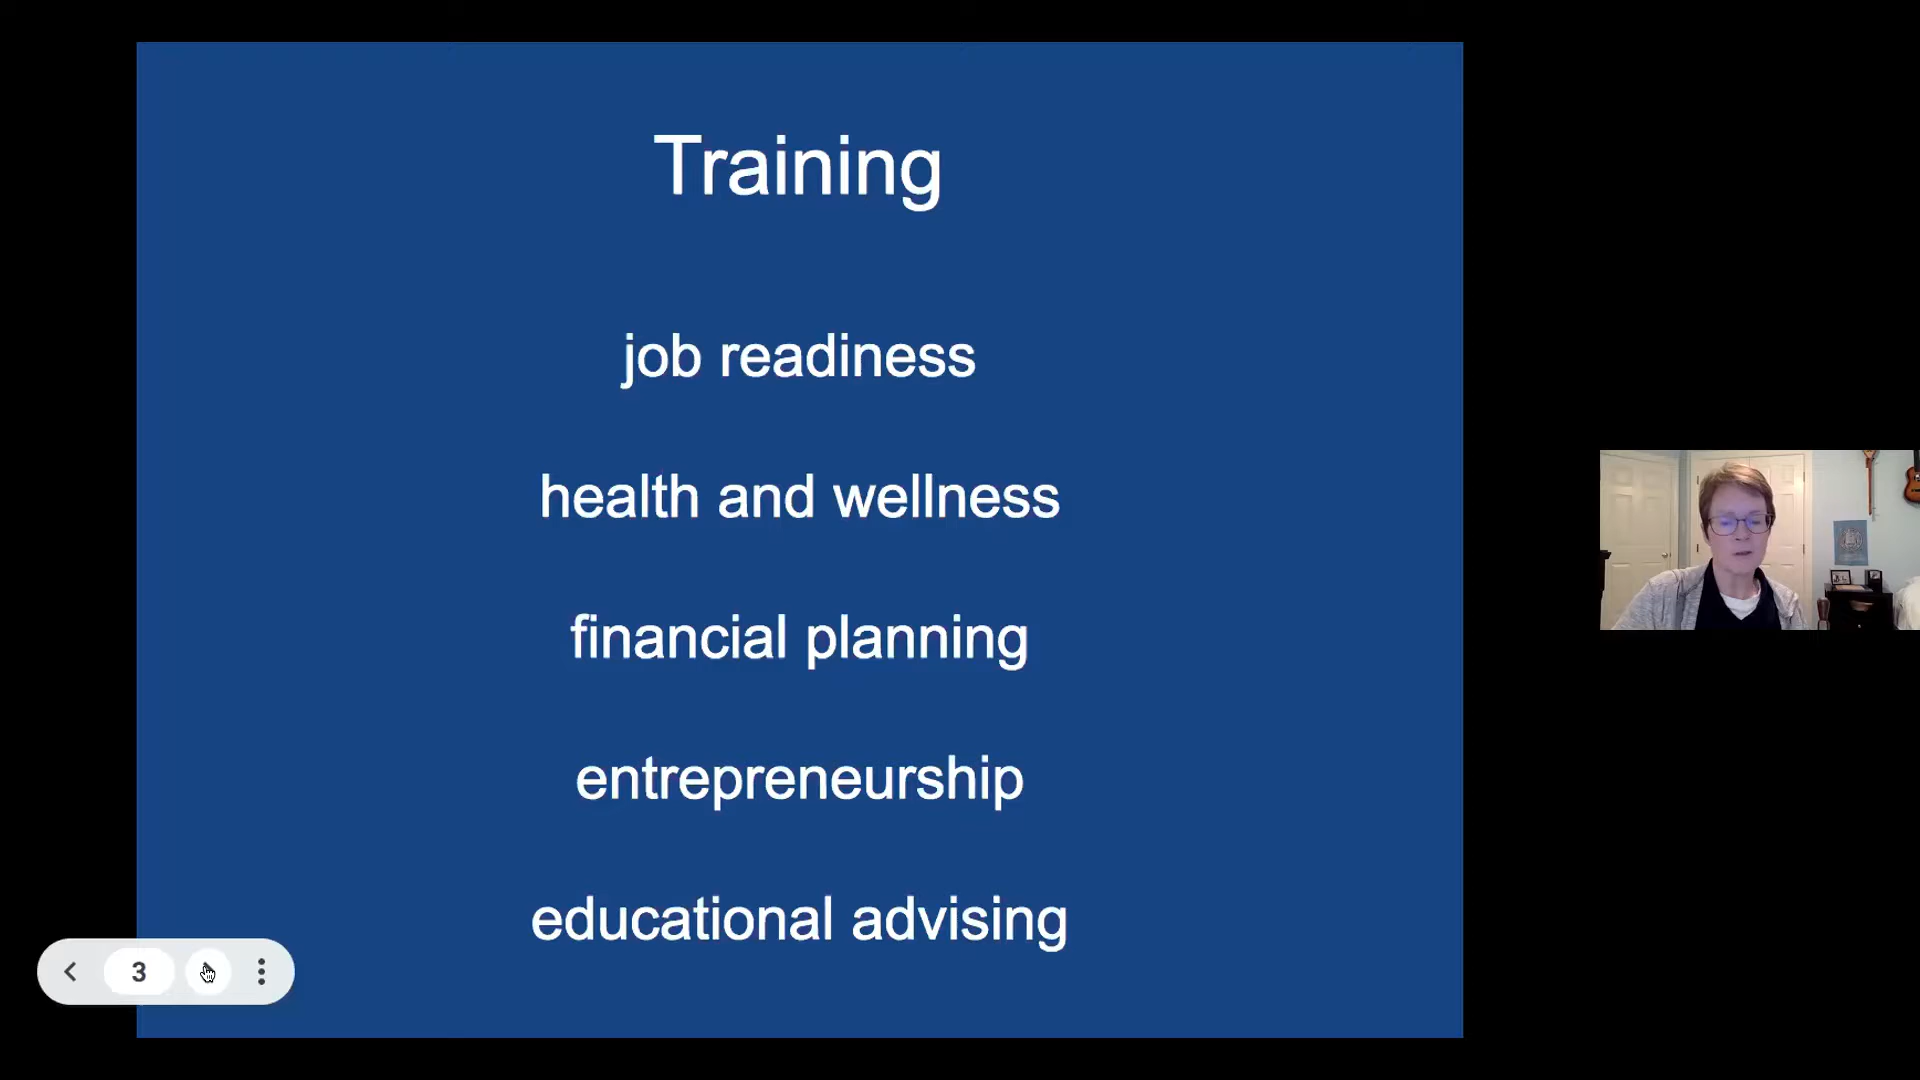 Training
job readiness
health and wellness
financial planning
entrepreneurship
educational advising
3